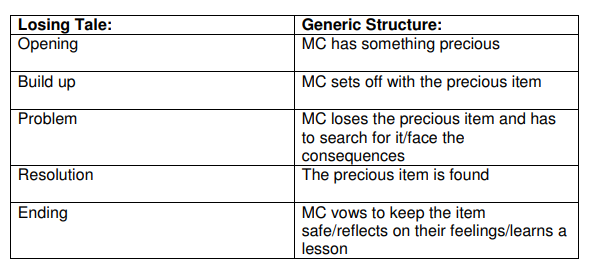 Losing Tale: Generic Structure:
Opening MC has something precious
Build up MC sets off with the precious item
Problem MC loses the precious item and has
to search for it/face the
consequences
Resolution The precious item is found
Ending MC vows to keep the item
safe/reflects on their feelings/learns a
lesson